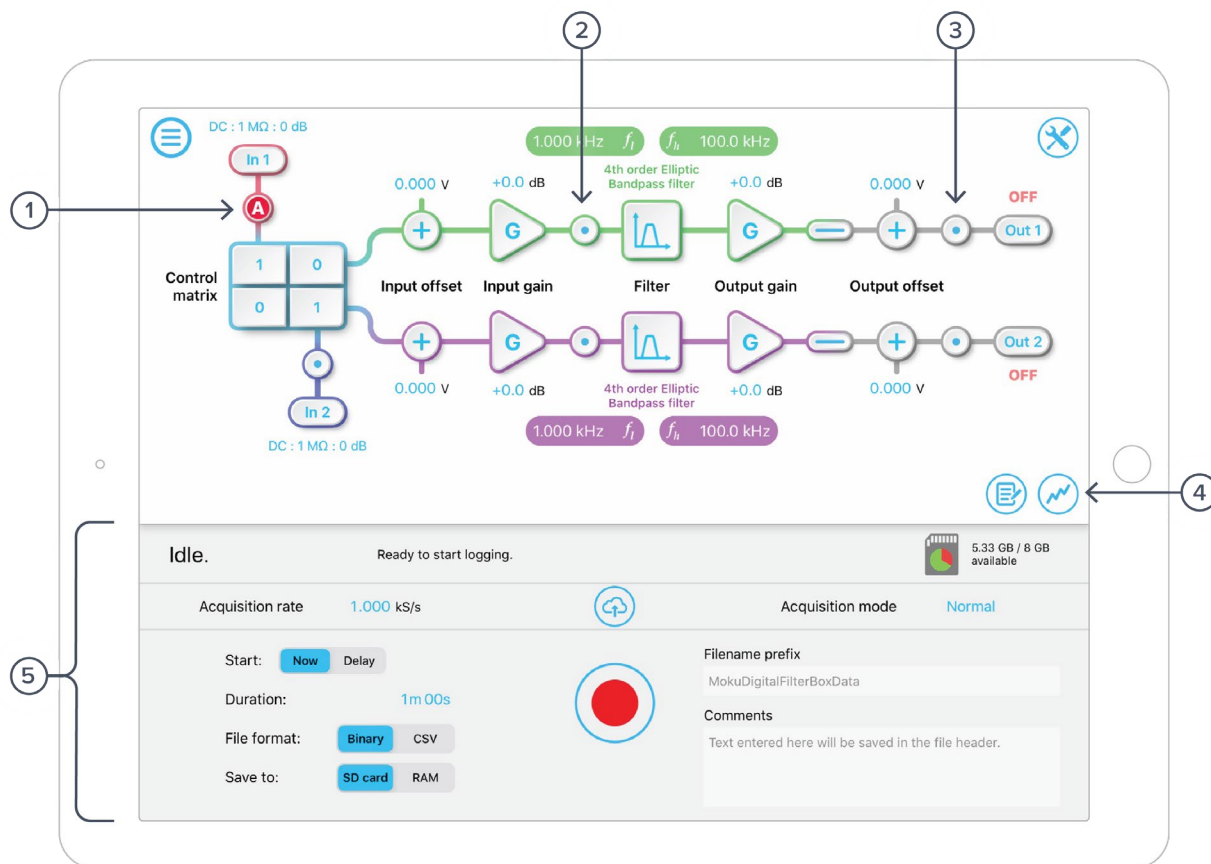 2
3
DC : 1 MΩ : 0 dB
In 1
1.000 kHz fl
fh 100.0 kHz
4th order Elliptic
Bandpass filter
0.000 V
+0.0 dB
+0.0 dB
0.000 V
OFF
1
A
G
G
Out 1
Control
matrix
1 0
0 1
Input offset
Input gain
Filter
Output gain
Output offset
G
G
Out 2
0.000 V
+0.0 dB
4th order Elliptic
Bandpass filter
+0.0 dB
0.000 V
OFF
In 2
1.000 kHz fl
fh 100.0 kHz
DC : 1 MΩ : 0 dB
4
Idle.
Ready to start logging.
5.33 GB / 8 GB
available
Acquisition rate 1.000 kS/s
Acquisition mode Normal
5
Start: Now Delay
Duration: 1m 00s
File format: Binary CSV
Save to: SD card RAM
Filename prefix
MokuDigitalFilterBoxData
Comments
Text entered here will be saved in the file header.